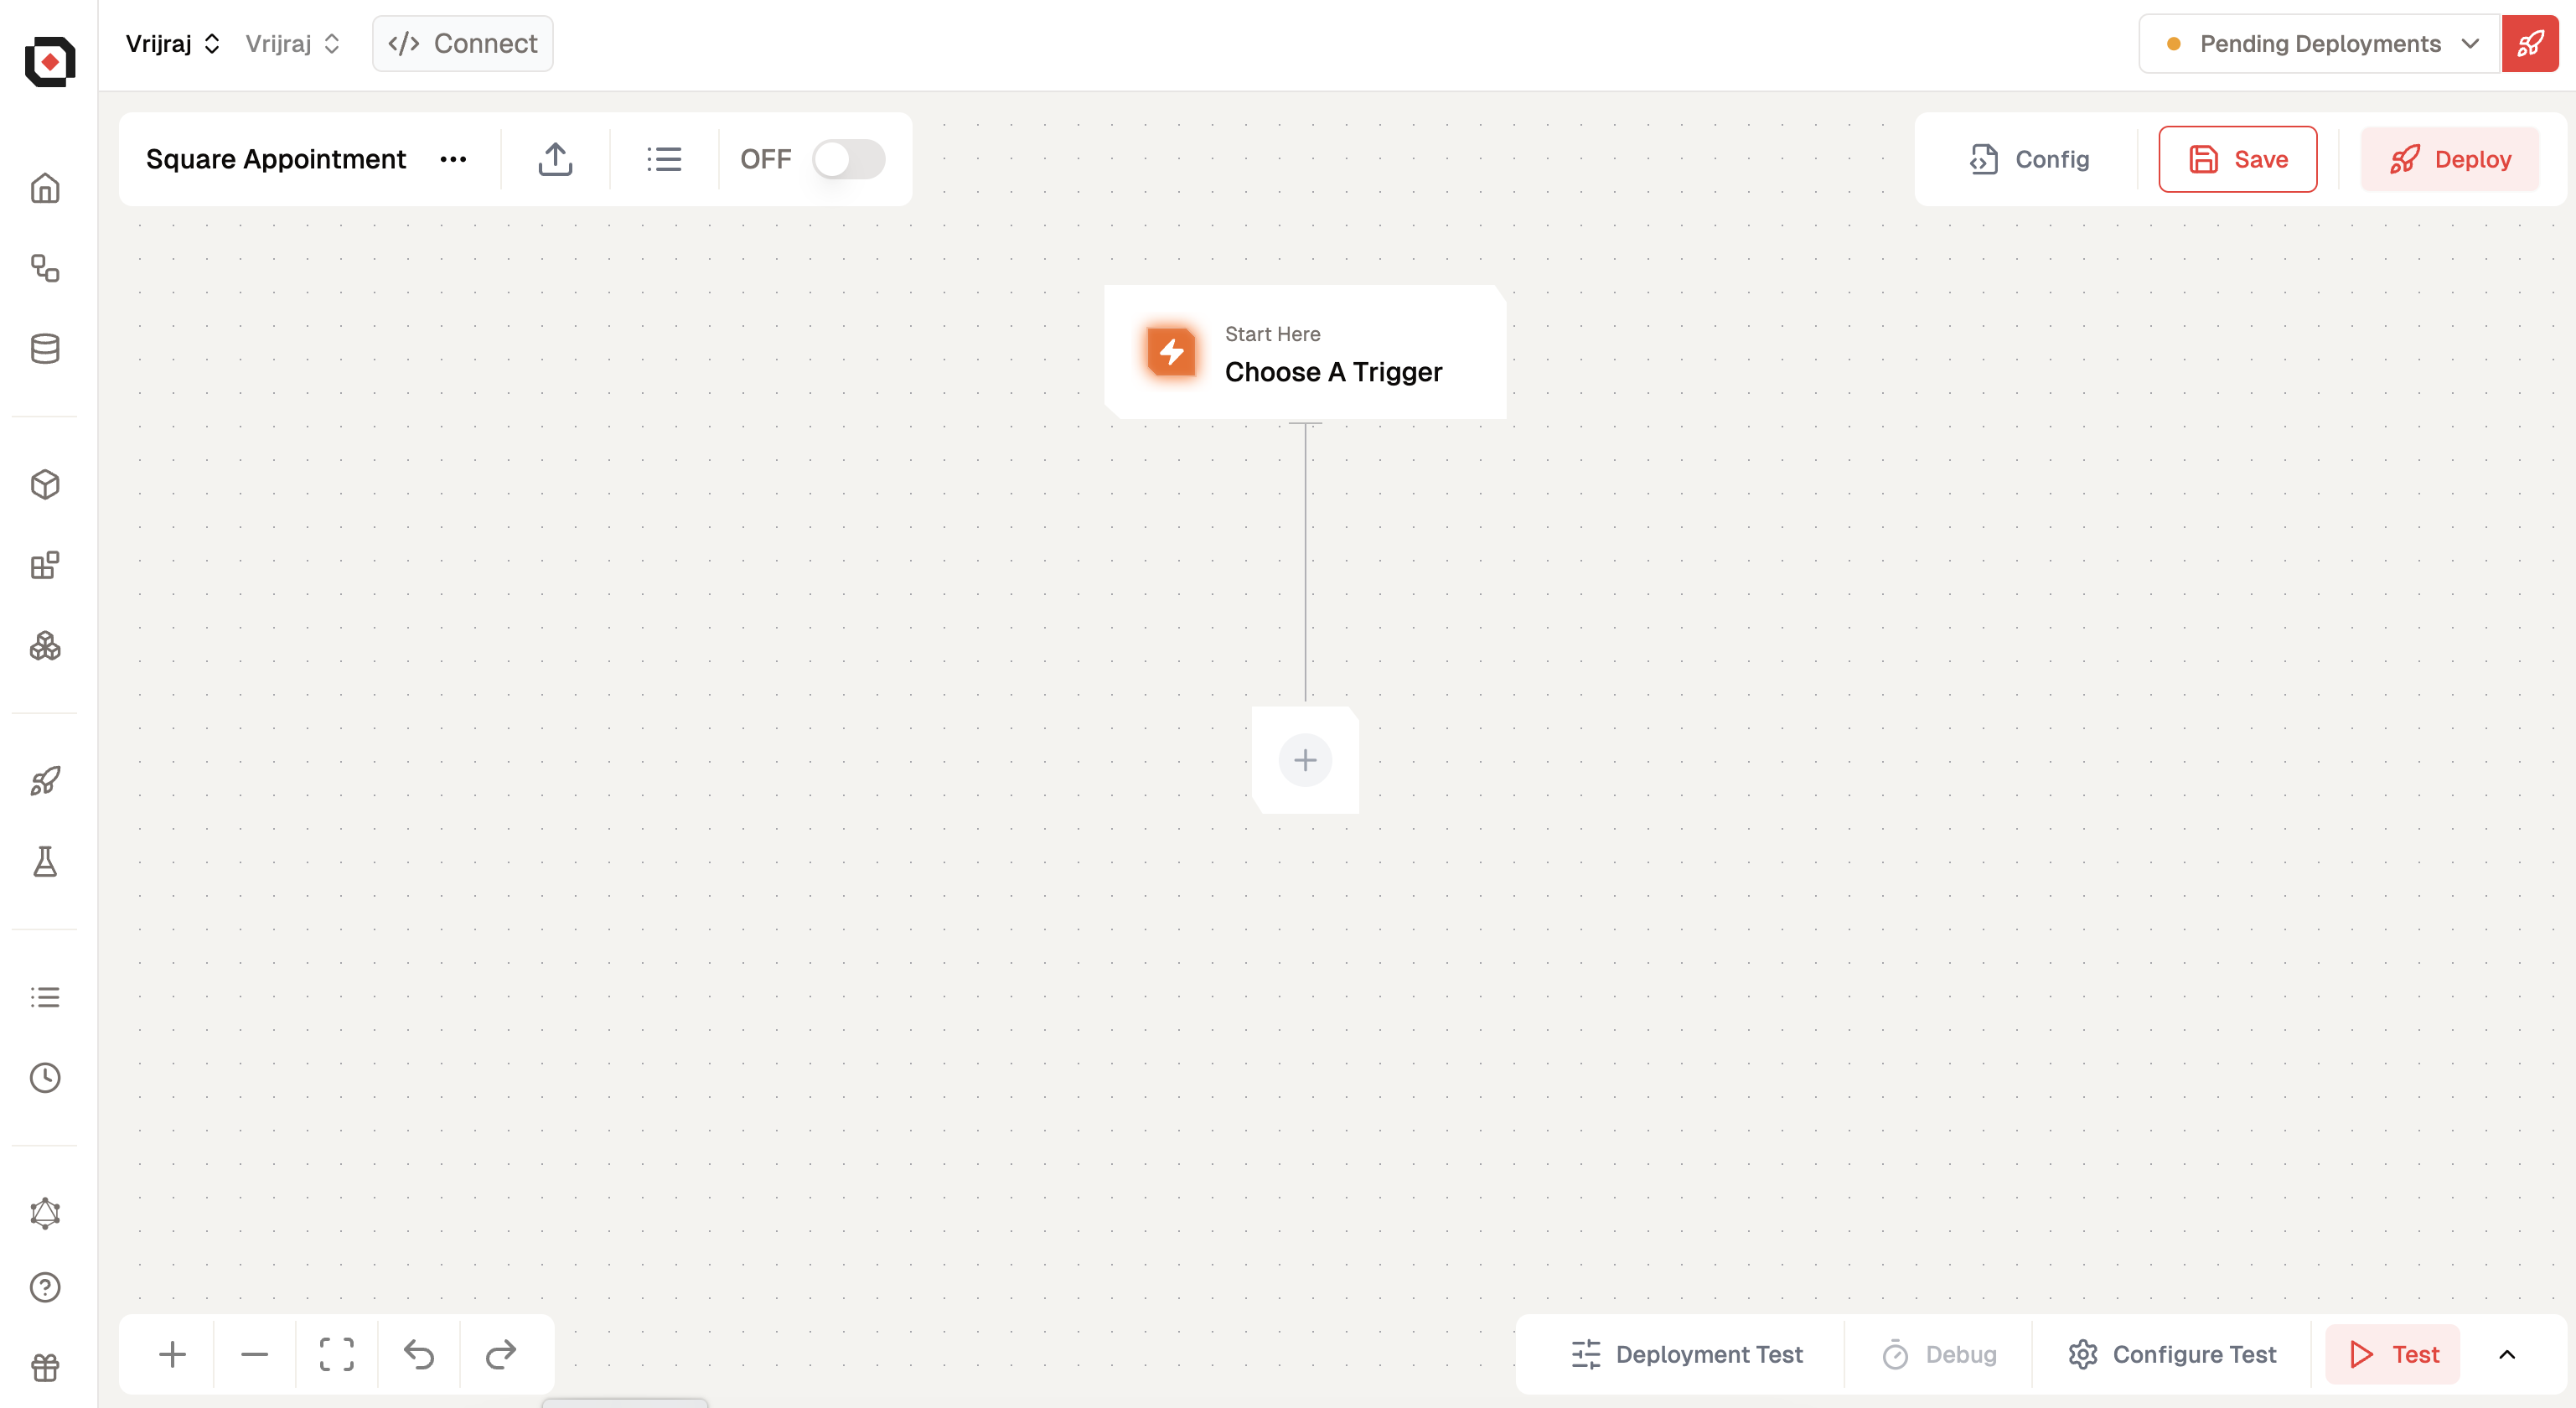 Vrijraj
Vrijraj
Connect
Pending Deployments
Square Appointment
OFF
Config
Save
Deploy
Start Here
Choose A Trigger
Deployment Test
Debug
Configure Test
Test